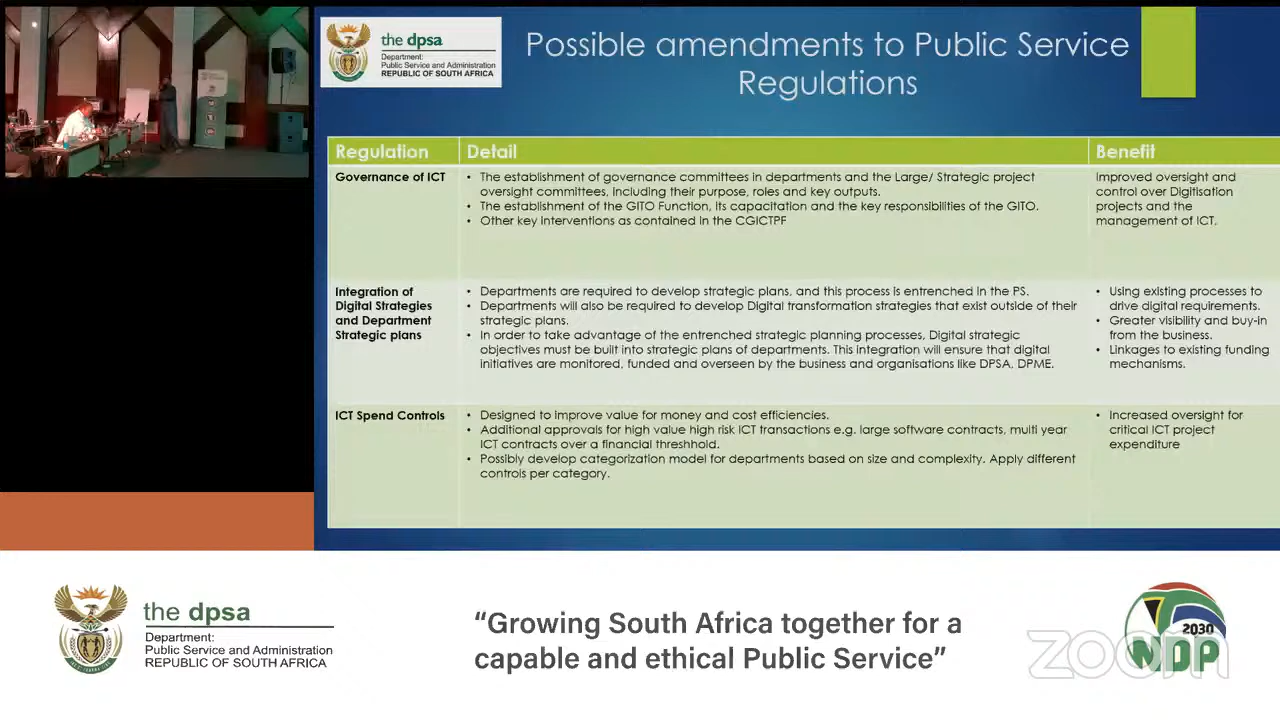 the dpsa
Department:
Public Service and Administration
REPUBLIC OF SOUTH AFRICA
Possible amendments to Public Service
Regulations
Regulation
Detail
Benefit
Governance of ICT
• The establishment of governance committees in departments and the Large/ Strategic project
oversight committees, including their purpose, roles and key outputs.
• The establishment of the GITO Function, its capacitation and the key responsibilities of the GITO.
• Other key interventions as contained in the CGICTPF
Improved oversight and
control over Digitisation
projects and the
management of ICT.
Integration of
Digital Strategies
and Department
Strategic plans
• Departments are required to develop strategic plans, and this process is entrenched in the PS.
• Departments will also be required to develop Digital transformation strategies that exist outside of their
strategic plans.
• In order to take advantage of the entrenched strategic planning processes, Digital strategic
objectives must be built into strategic plans of departments. This integration will ensure that digital
initiatives are monitored, funded and overseen by the business and organisations like DPSA, DPME.
• Using existing processes to
drive digital requirements.
• Greater visibility and buy-in
from the business.
• Linkages to existing funding
mechanisms.
ICT Spend Controls
• Designed to improve value for money and cost efficiencies.
• Additional approvals for high value high risk ICT transactions e.g. large software contracts, multi year
ICT contracts over a financial threshhold.
• Possibly develop categorization model for departments based on size and complexity. Apply different
controls per category.
• Increased oversight for
critical ICT project
expenditure
the dpsa
Department:
Public Service and Administration
REPUBLIC OF SOUTH AFRICA
“Growing South Africa together for a
capable and ethical Public Service”
2030
NDP
zoom